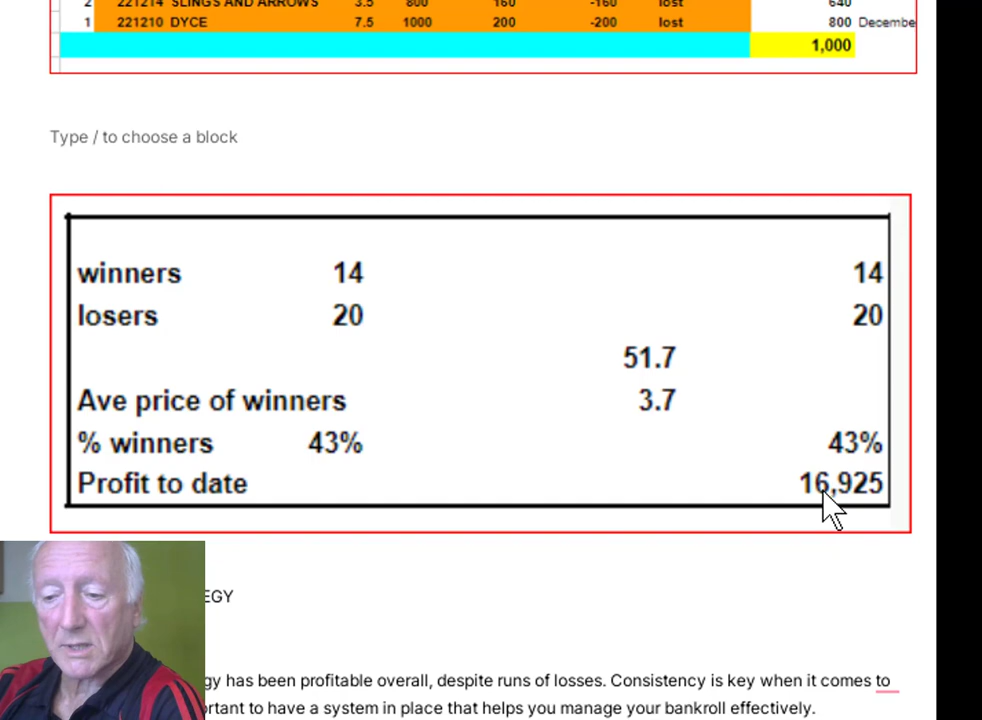 2 221214 SLINGS AND ARROWS 3.5 800 160 -160 lost 640
1 221210 DYCE 7.5 1000 200 -200 lost 800 Decembe
1,000
Type / to choose a block
winners 14 14
losers 20 20
51.7
Ave price of winners 3.7
% winners 43% 43%
Profit to date 16,925
EGY
gy has been profitable overall, despite runs of losses. Consistency is key when it comes to
rtant to have a system in place that helps you manage your bankroll effectively.